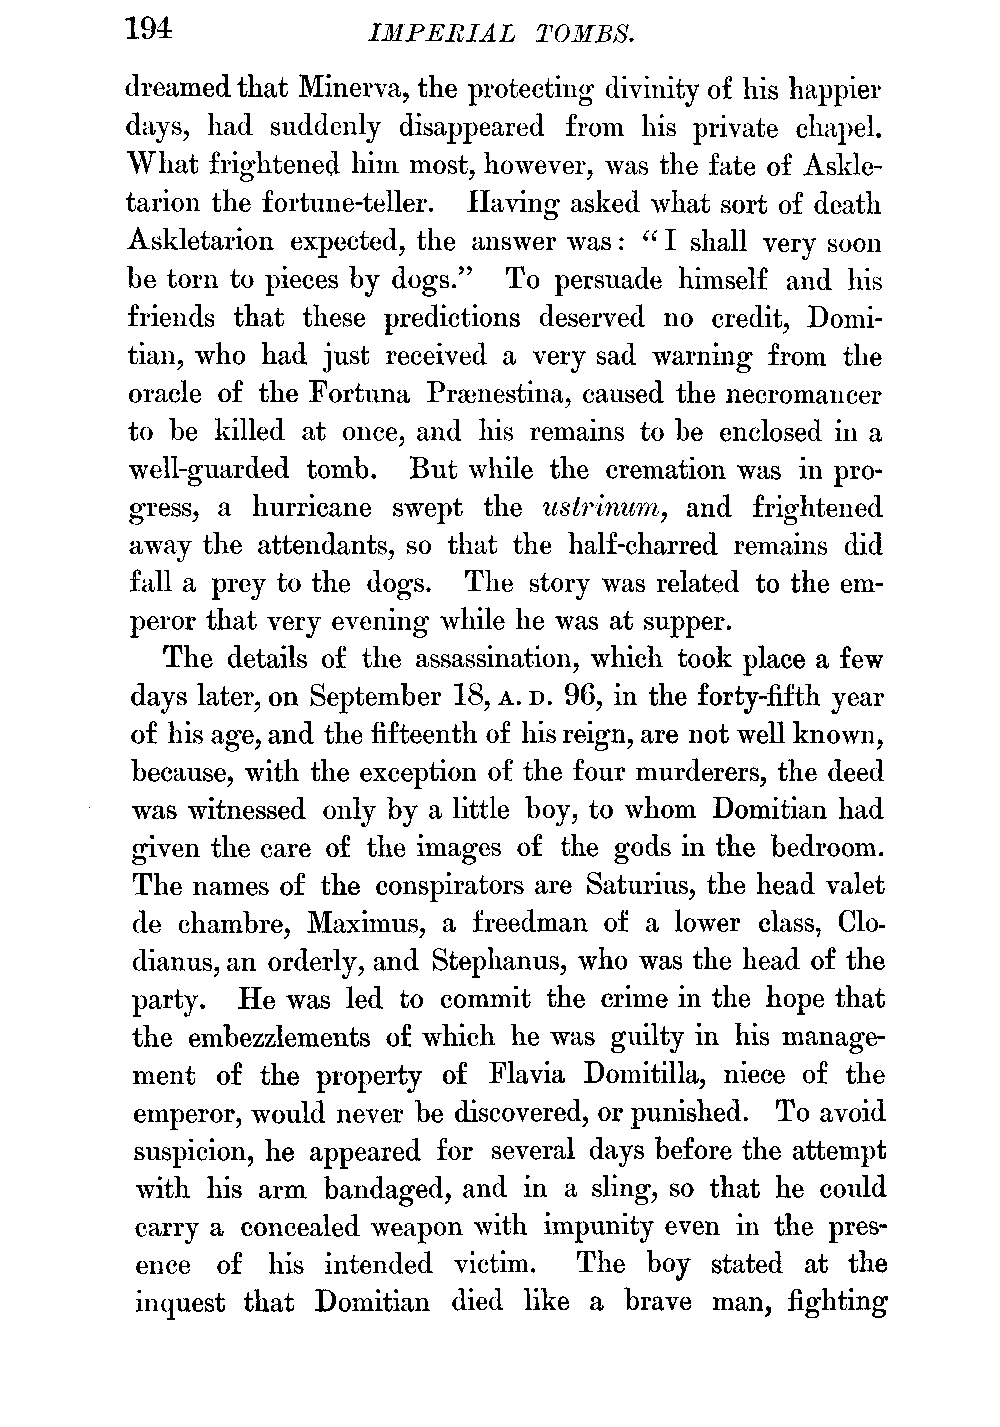 194 IMPERIAL TOMBS.
dreamed that Minerva, the protecting divinity of his happier
days, had suddenly disappeared from his private chapel.
What frightened him most, however, was the fate of Askle-
tarion the fortune-teller. Having asked what sort of death
Askletarion expected, the answer was: “I shall very soon
be torn to pieces by dogs.” To persuade himself and his
friends that these predictions deserved no credit, Domi-
tian, who had just received a very sad warning from the
oracle of the Fortuna Prænestina, caused the necromancer
to be killed at once, and his remains to be enclosed in a
well-guarded tomb. But while the cremation was in pro-
gress, a hurricane swept the ustrinum, and frightened
away the attendants, so that the half-charred remains did
fall a prey to the dogs. The story was related to the em-
peror that very evening while he was at supper.
The details of the assassination, which took place a few
days later, on September 18, A. D. 96, in the forty-fifth year
of his age, and the fifteenth of his reign, are not well known,
because, with the exception of the four murderers, the deed
was witnessed only by a little boy, to whom Domitian had
given the care of the images of the gods in the bedroom.
The names of the conspirators are Saturius, the head valet
de chambre, Maximus, a freedman of a lower class, Clo-
dianus, an orderly, and Stephanus, who was the head of the
party. He was led to commit the crime in the hope that
the embezzlements of which he was guilty in his manage-
ment of the property of Flavia Domitilla, niece of the
emperor, would never be discovered, or punished. To avoid
suspicion, he appeared for several days before the attempt
with his arm bandaged, and in a sling, so that he could
carry a concealed weapon with impunity even in the pres-
ence of his intended victim. The boy stated at the
inquest that Domitian died like a brave man, fighting